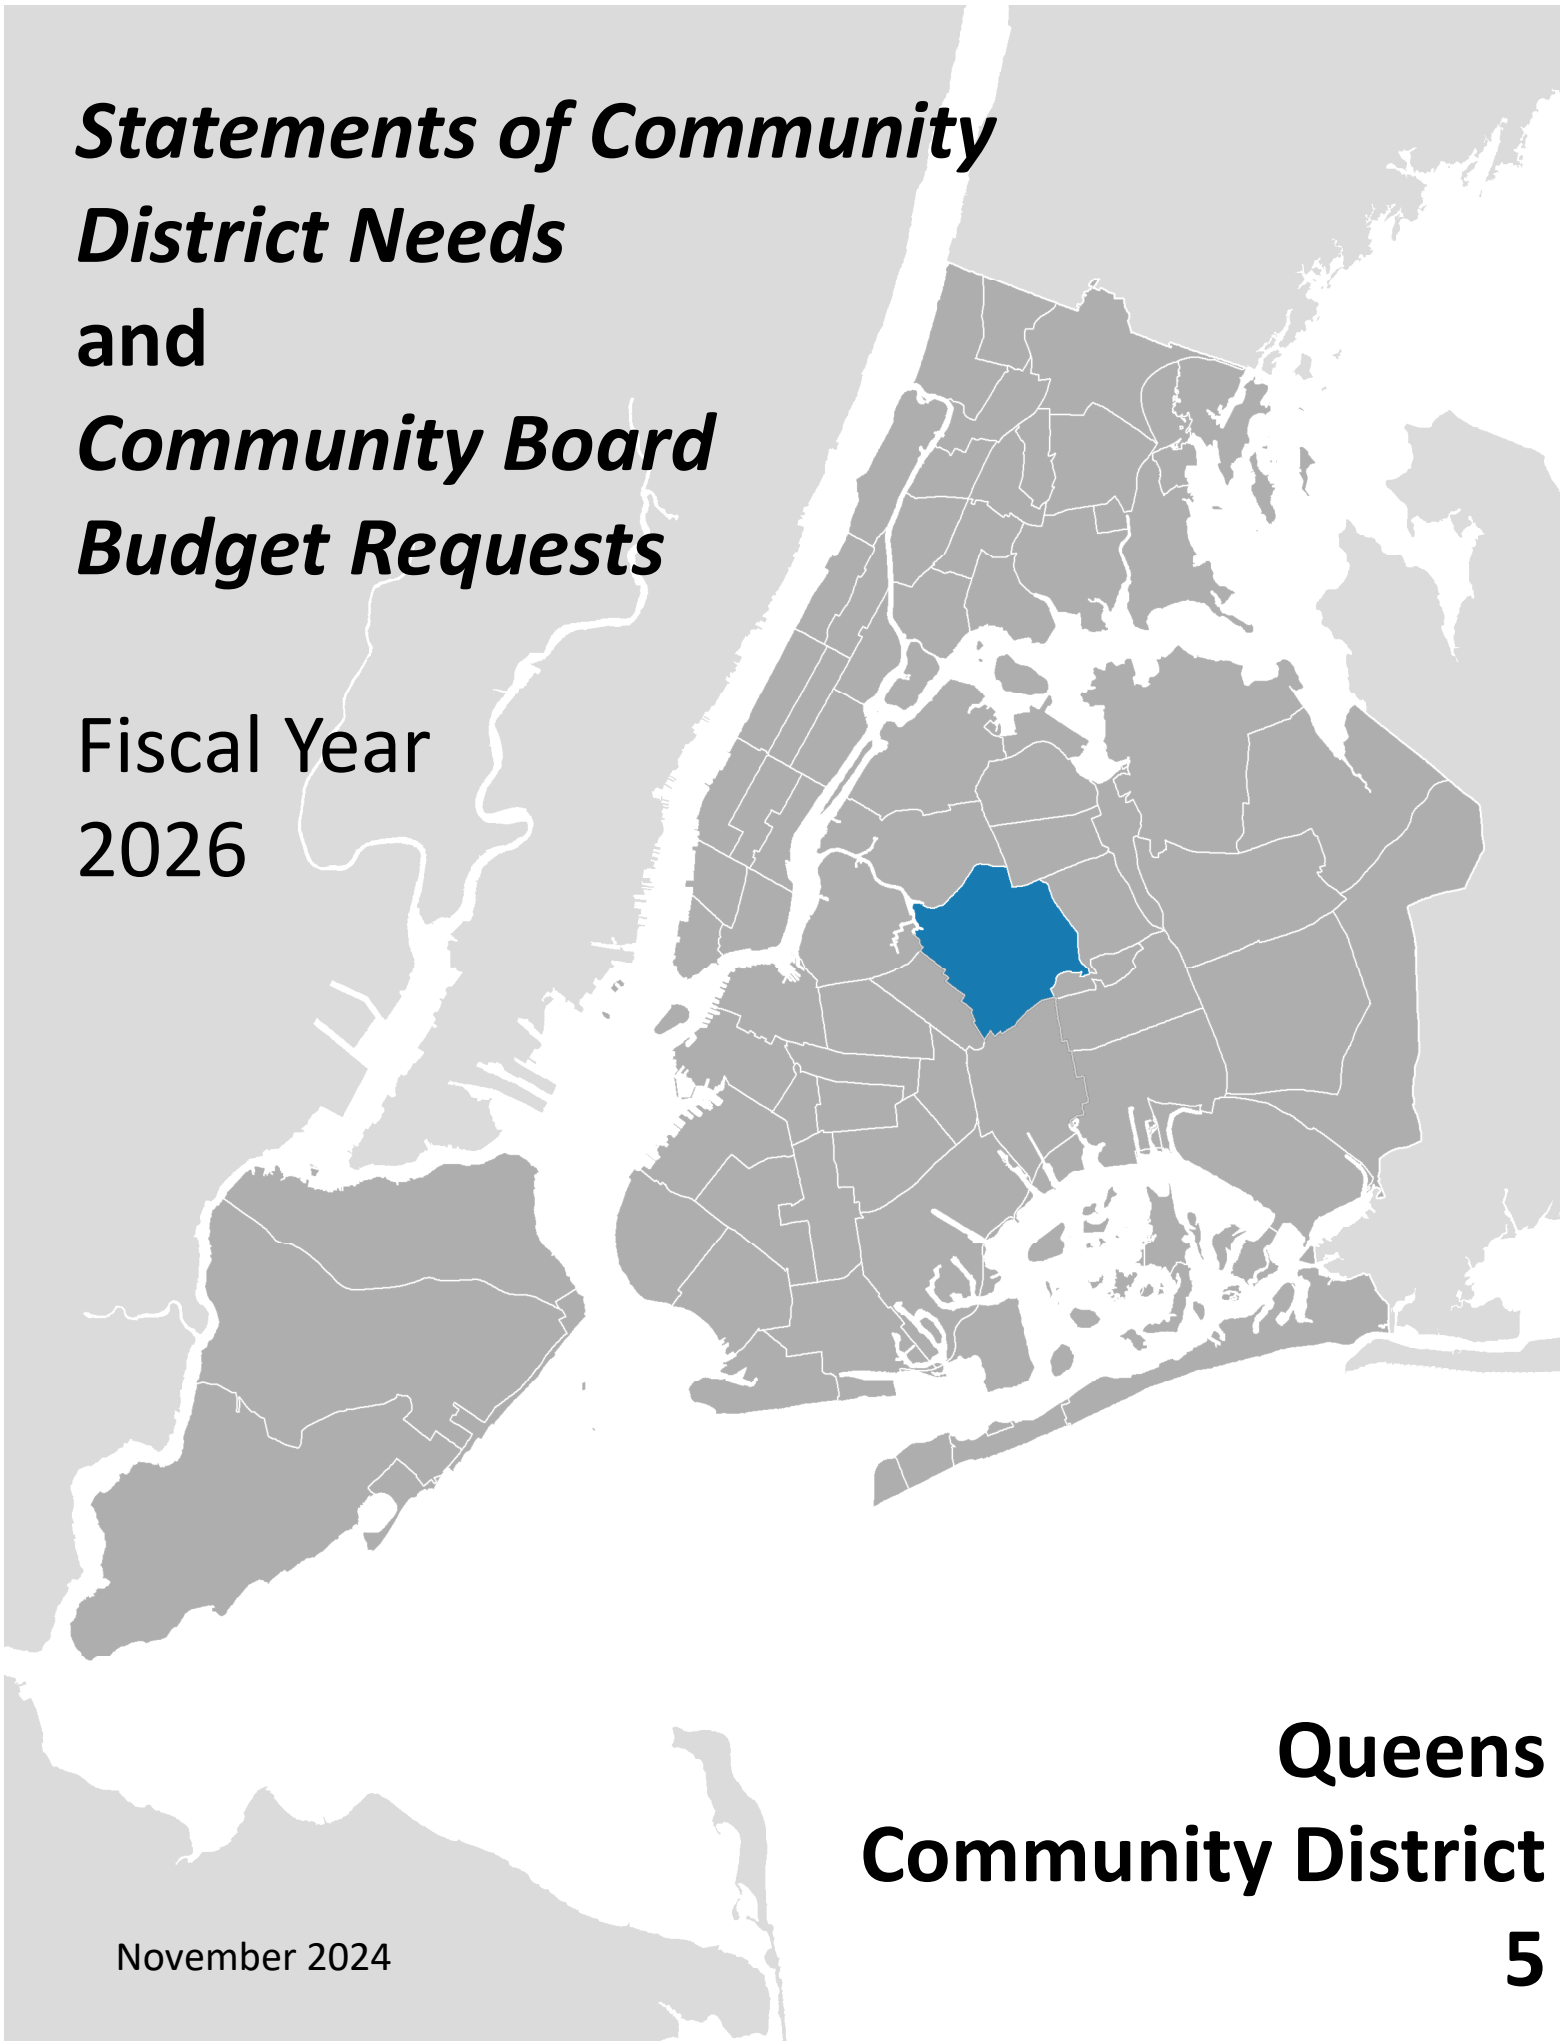 Statements of Community
District Needs
and
Community Board
Budget Requests
Fiscal Year
2026
Queens
Community District
5
November 2024